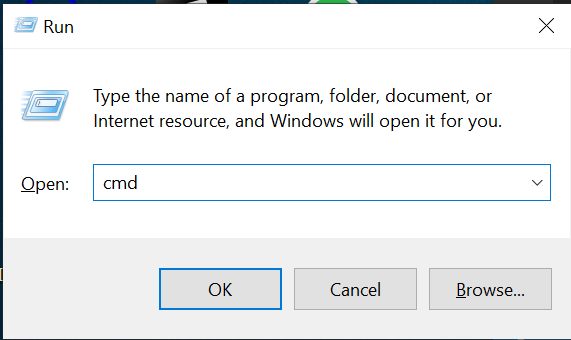 Run
Type the name of a program, folder, document, or
Internet resource, and Windows will open it for you.
Open: cmd
OK Cancel Browse...